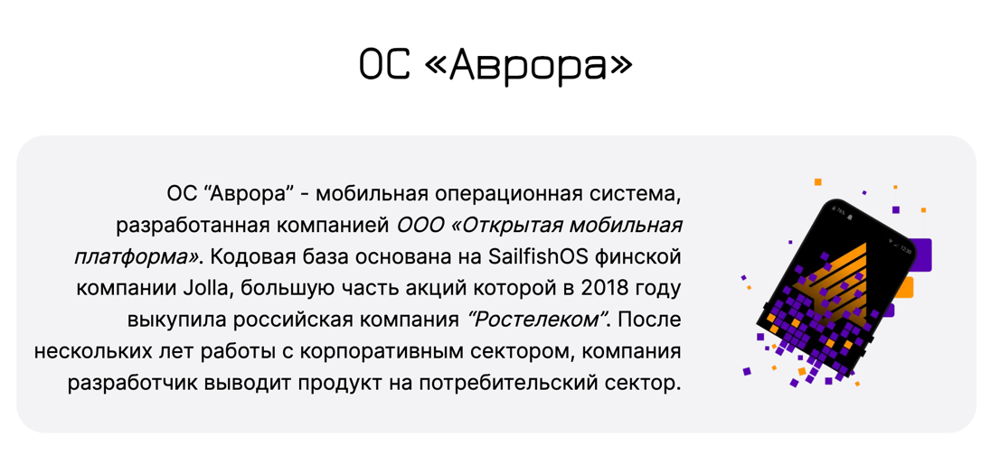 ОС «Аврора»
ОС “Аврора” - мобильная операционная система,
разработанная компанией ООО «Открытая мобильная
платформа». Кодовая база основана на SailfishOS финской
компании Jolla, большую часть акций которой в 2018 году
выкупила российская компания “Ростелеком”. После
нескольких лет работы с корпоративным сектором, компания
разработчик выводит продукт на потребительский сектор.